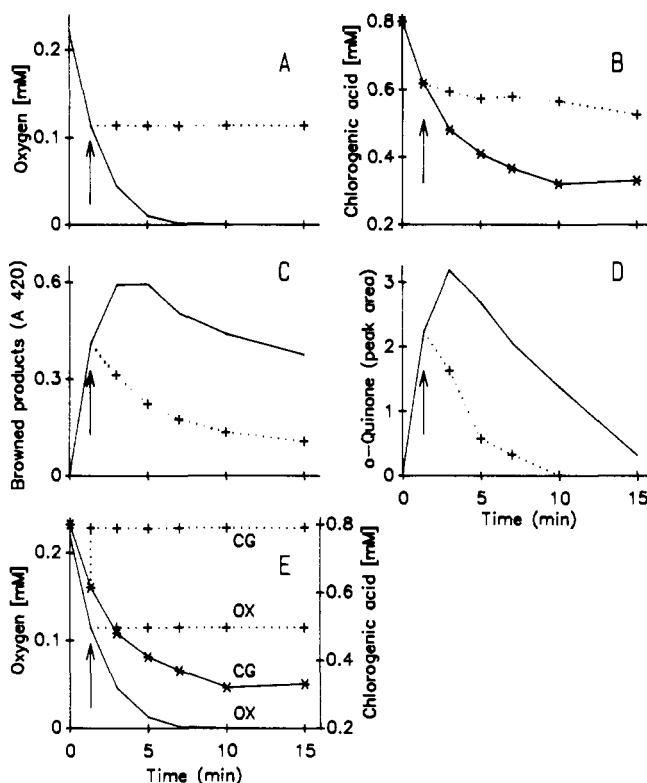 A
Oxygen [mM]
0.2
0.1
0
B
Chlorogenic acid [mM]
0.8
0.6
0.4
0.2
C
Browned products (A 420)
0.6
0.3
0
D
o-Quinone (peak area)
3
2
1
0
0 5 10 15
Time (min)
E
Oxygen [mM]
0.2
0.1
0
CG
OX
CG
OX
0.8
0.6
0.4
0.2
Chlorogenic acid [mM]
0 5 10 15
Time (min)